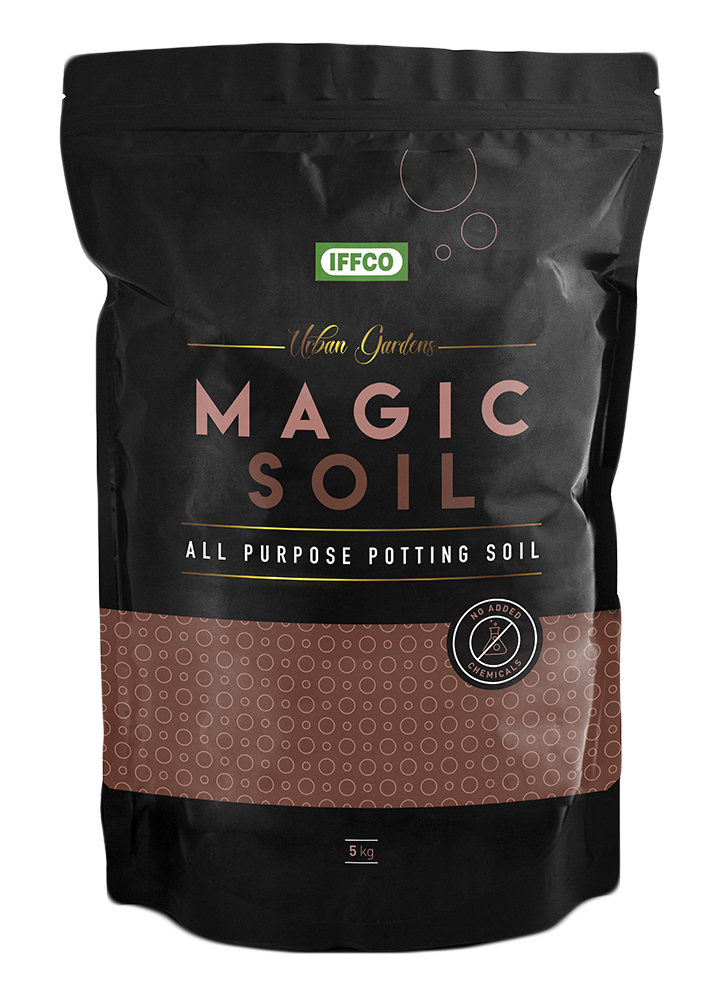 IFFCO
Urban Gardens
MAGIC
SOIL
ALL PURPOSE POTTING SOIL
NO ADDED
CHEMICALS
5 kg